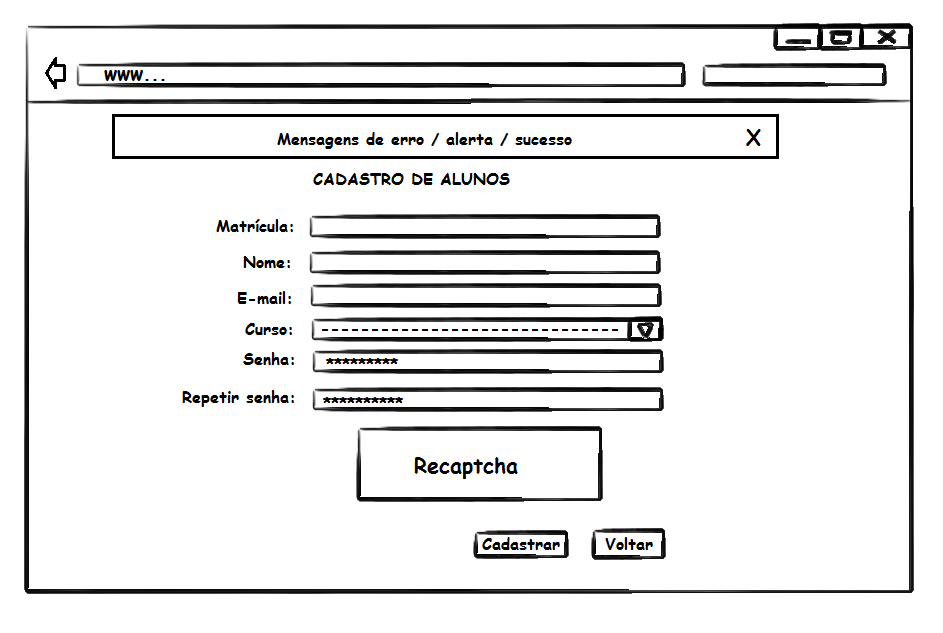 www...
Mensagens de erro / alerta / sucesso X
CADASTRO DE ALUNOS
Matrícula:
Nome:
E-mail:
Curso: ------------------------------
Senha: *********
Repetir senha: **********
Recaptcha
Cadastrar Voltar